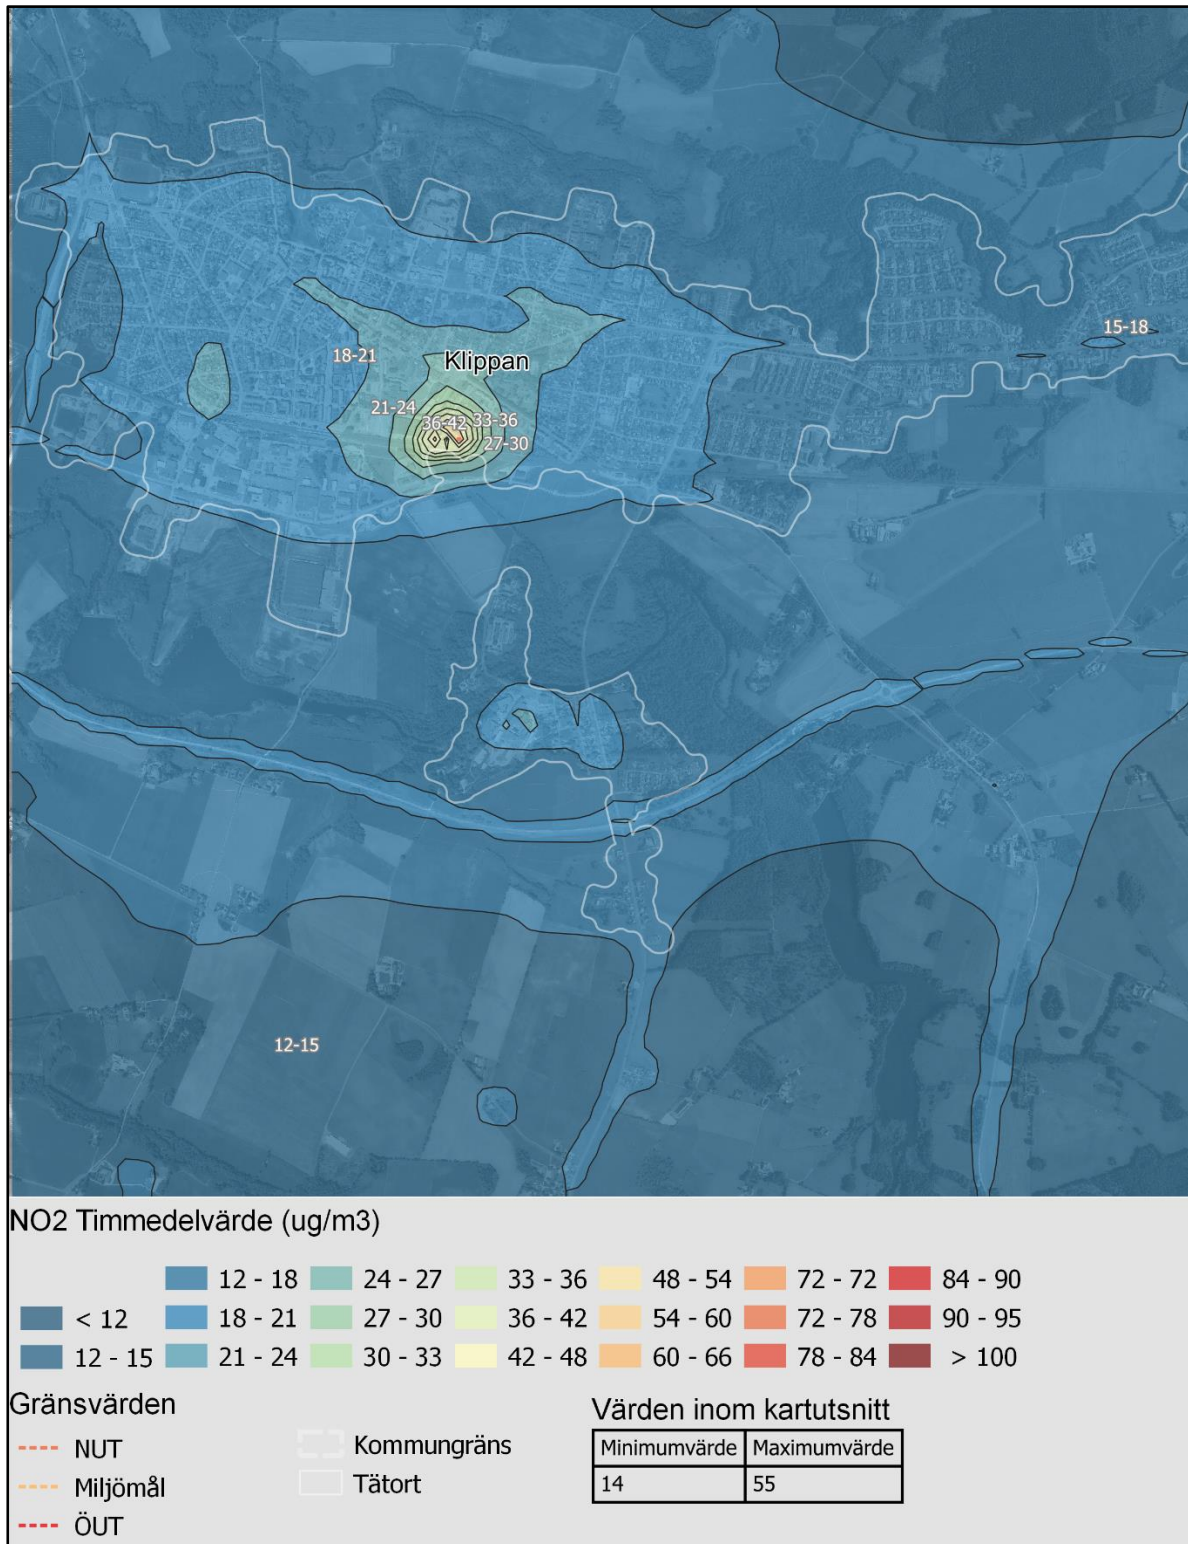 15-18
18-21
Klippan
21-24
36-42
33-36
27-30
12-15
NO2 Timmedelvärde (ug/m3)
12 - 18 24 - 27 33 - 36 48 - 54 72 - 72 84 - 90
< 12 18 - 21 27 - 30 36 - 42 54 - 60 72 - 78 90 - 95
12 - 15 21 - 24 30 - 33 42 - 48 60 - 66 78 - 84 > 100
Gränsvärden
NUT
Miljömål
ÖUT
Kommungräns
Tätort
Värden inom kartutsnitt
Minimumvärde Maximumvärde
14 55